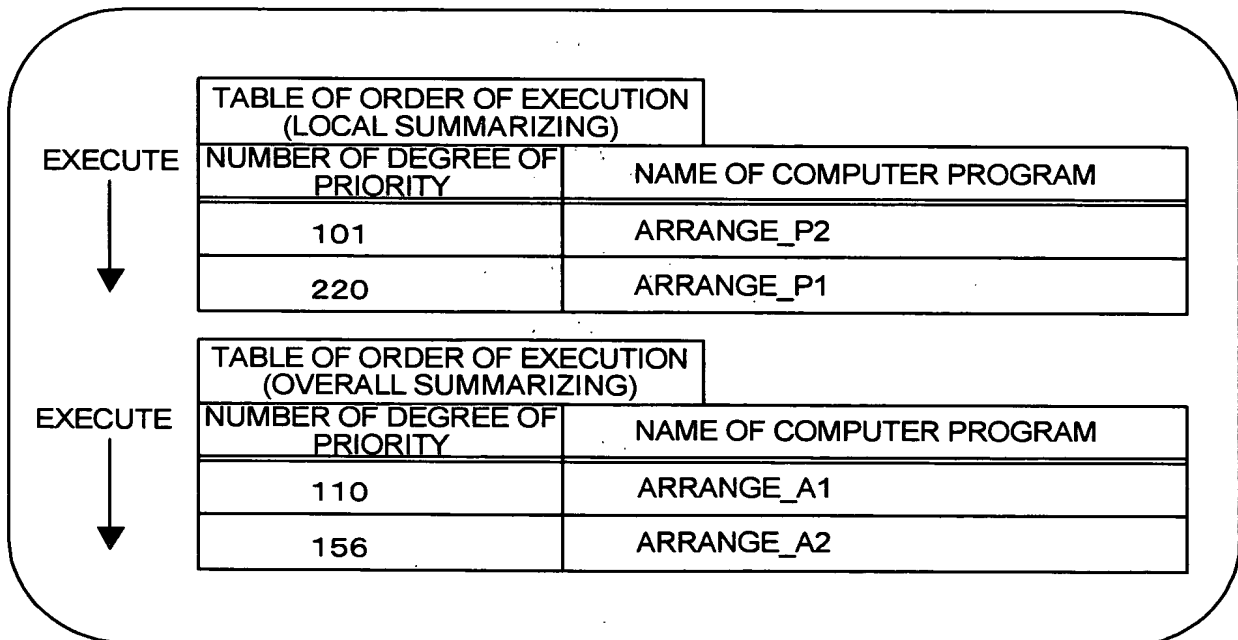 TABLE OF ORDER OF EXECUTION
(LOCAL SUMMARIZING)
EXECUTE
NUMBER OF DEGREE OF
PRIORITY
NAME OF COMPUTER PROGRAM
101
ARRANGE_P2
220
ARRANGE_P1
TABLE OF ORDER OF EXECUTION
(OVERALL SUMMARIZING)
EXECUTE
NUMBER OF DEGREE OF
PRIORITY
NAME OF COMPUTER PROGRAM
110
ARRANGE_A1
156
ARRANGE_A2